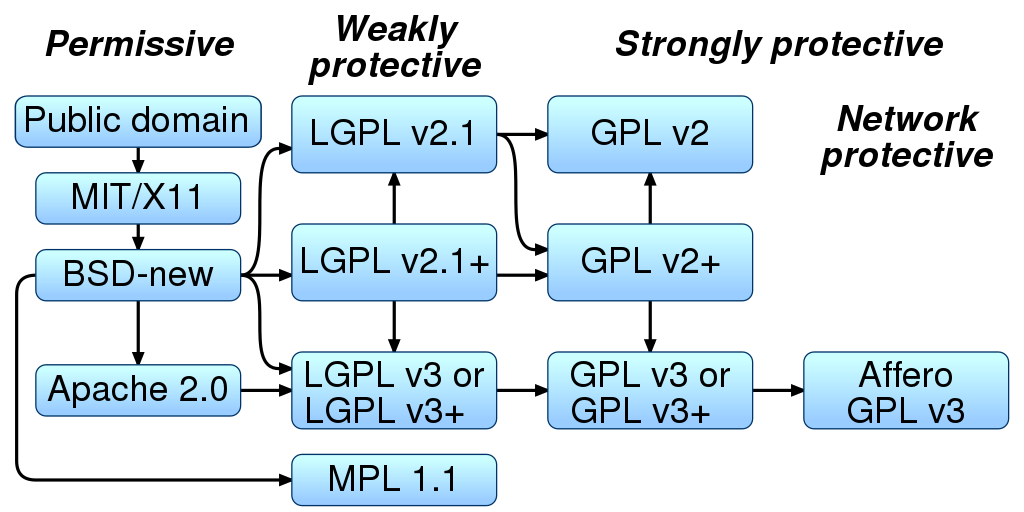 Permissive
Weakly
protective
Strongly protective
Public domain
LGPL v2.1
GPL v2
Network
protective
MIT/X11
BSD-new
LGPL v2.1+
GPL v2+
Apache 2.0
LGPL v3 or
LGPL v3+
GPL v3 or
GPL v3+
Affero
GPL v3
MPL 1.1